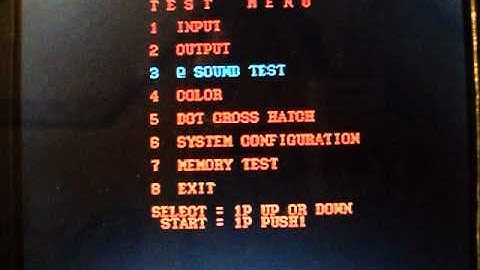 TEST MENU
1 INPUT
2 OUTPUT
3 @ SOUND TEST
4 COLOR
5 DOT CROSS HATCH
6 SYSTEM CONFIGURATION
7 MEMORY TEST
8 EXIT
SELECT = 1P UP OR DOWN
START = 1P PUSH1